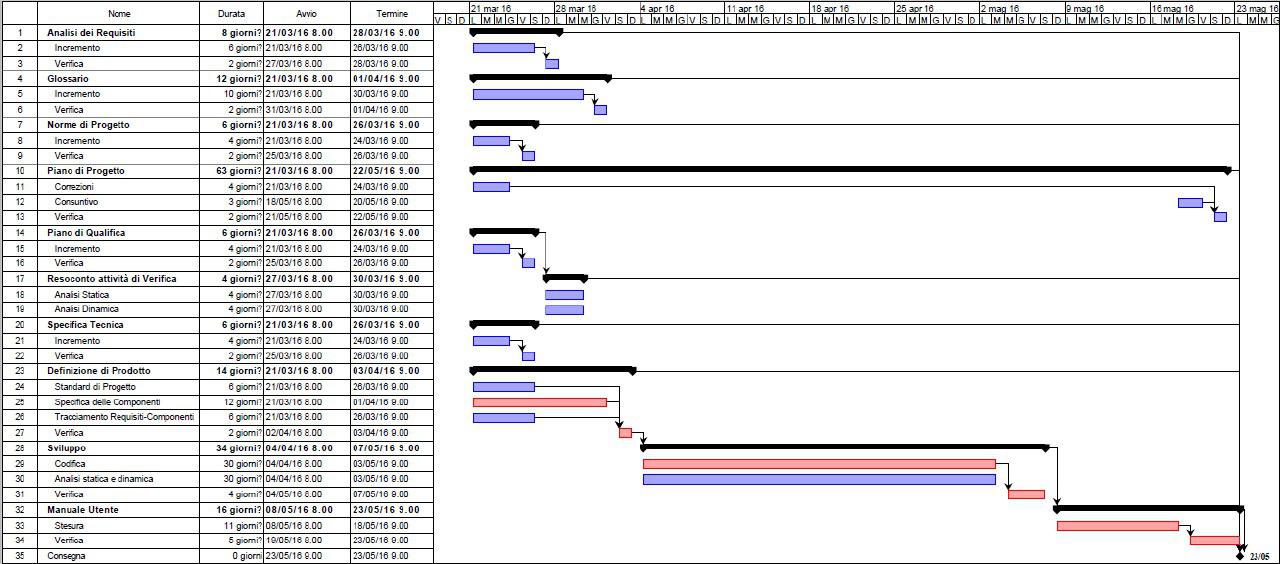 Nome Durata Avvio Termine 21 mar 16 28 mar 16 4 apr 16 11 apr 16 18 apr 16 25 apr 16 2 mag 16 9 mag 16 16 mag 16 23 mag 16
V S D L M M G V S D L M M G V S D L M M G V S D L M M G V S D L M M G V S D L M M G V S D L M M G V S D L M M G V S D L M M G V S D L M M G
1 Analisi dei Requisiti 8 giorni? 21/03/16 8.00 28/03/16 9.00
2 Incremento 6 giorni? 21/03/16 8.00 26/03/16 9.00
3 Verifica 2 giorni? 27/03/16 8.00 28/03/16 9.00
4 Glossario 12 giorni? 21/03/16 8.00 01/04/16 9.00
5 Incremento 10 giorni? 21/03/16 8.00 30/03/16 9.00
6 Verifica 2 giorni? 31/03/16 8.00 01/04/16 9.00
7 Norme di Progetto 6 giorni? 21/03/16 8.00 26/03/16 9.00
8 Incremento 4 giorni? 21/03/16 8.00 24/03/16 9.00
9 Verifica 2 giorni? 25/03/16 8.00 26/03/16 9.00
10 Piano di Progetto 63 giorni? 21/03/16 8.00 22/05/16 9.00
11 Correzioni 4 giorni? 21/03/16 8.00 24/03/16 9.00
12 Consuntivo 3 giorni? 18/05/16 8.00 20/05/16 9.00
13 Verifica 2 giorni? 21/05/16 8.00 22/05/16 9.00
14 Piano di Qualifica 6 giorni? 21/03/16 8.00 26/03/16 9.00
15 Incremento 4 giorni? 21/03/16 8.00 24/03/16 9.00
16 Verifica 2 giorni? 25/03/16 8.00 26/03/16 9.00
17 Resoconto attività di Verifica 4 giorni? 27/03/16 8.00 30/03/16 9.00
18 Analisi Statica 4 giorni? 27/03/16 8.00 30/03/16 9.00
19 Analisi Dinamica 4 giorni? 27/03/16 8.00 30/03/16 9.00
20 Specifica Tecnica 6 giorni? 21/03/16 8.00 26/03/16 9.00
21 Incremento 4 giorni? 21/03/16 8.00 24/03/16 9.00
22 Verifica 2 giorni? 25/03/16 8.00 26/03/16 9.00
23 Definizione di Prodotto 14 giorni? 21/03/16 8.00 03/04/16 9.00
24 Standard di Progetto 6 giorni? 21/03/16 8.00 26/03/16 9.00
25 Specifica delle Componenti 12 giorni? 21/03/16 8.00 01/04/16 9.00
26 Tracciamento Requisiti-Componenti 6 giorni? 21/03/16 8.00 26/03/16 9.00
27 Verifica 2 giorni? 02/04/16 8.00 03/04/16 9.00
28 Sviluppo 34 giorni? 04/04/16 8.00 07/05/16 9.00
29 Codifica 30 giorni? 04/04/16 8.00 03/05/16 9.00
30 Analisi statica e dinamica 30 giorni? 04/04/16 8.00 03/05/16 9.00
31 Verifica 4 giorni? 04/05/16 8.00 07/05/16 9.00
32 Manuale Utente 16 giorni? 08/05/16 8.00 23/05/16 9.00
33 Stesura 11 giorni? 08/05/16 8.00 18/05/16 9.00
34 Verifica 5 giorni? 19/05/16 8.00 23/05/16 9.00
35 Consegna 0 giorni 23/05/16 9.00 23/05/16 9.00 23/05